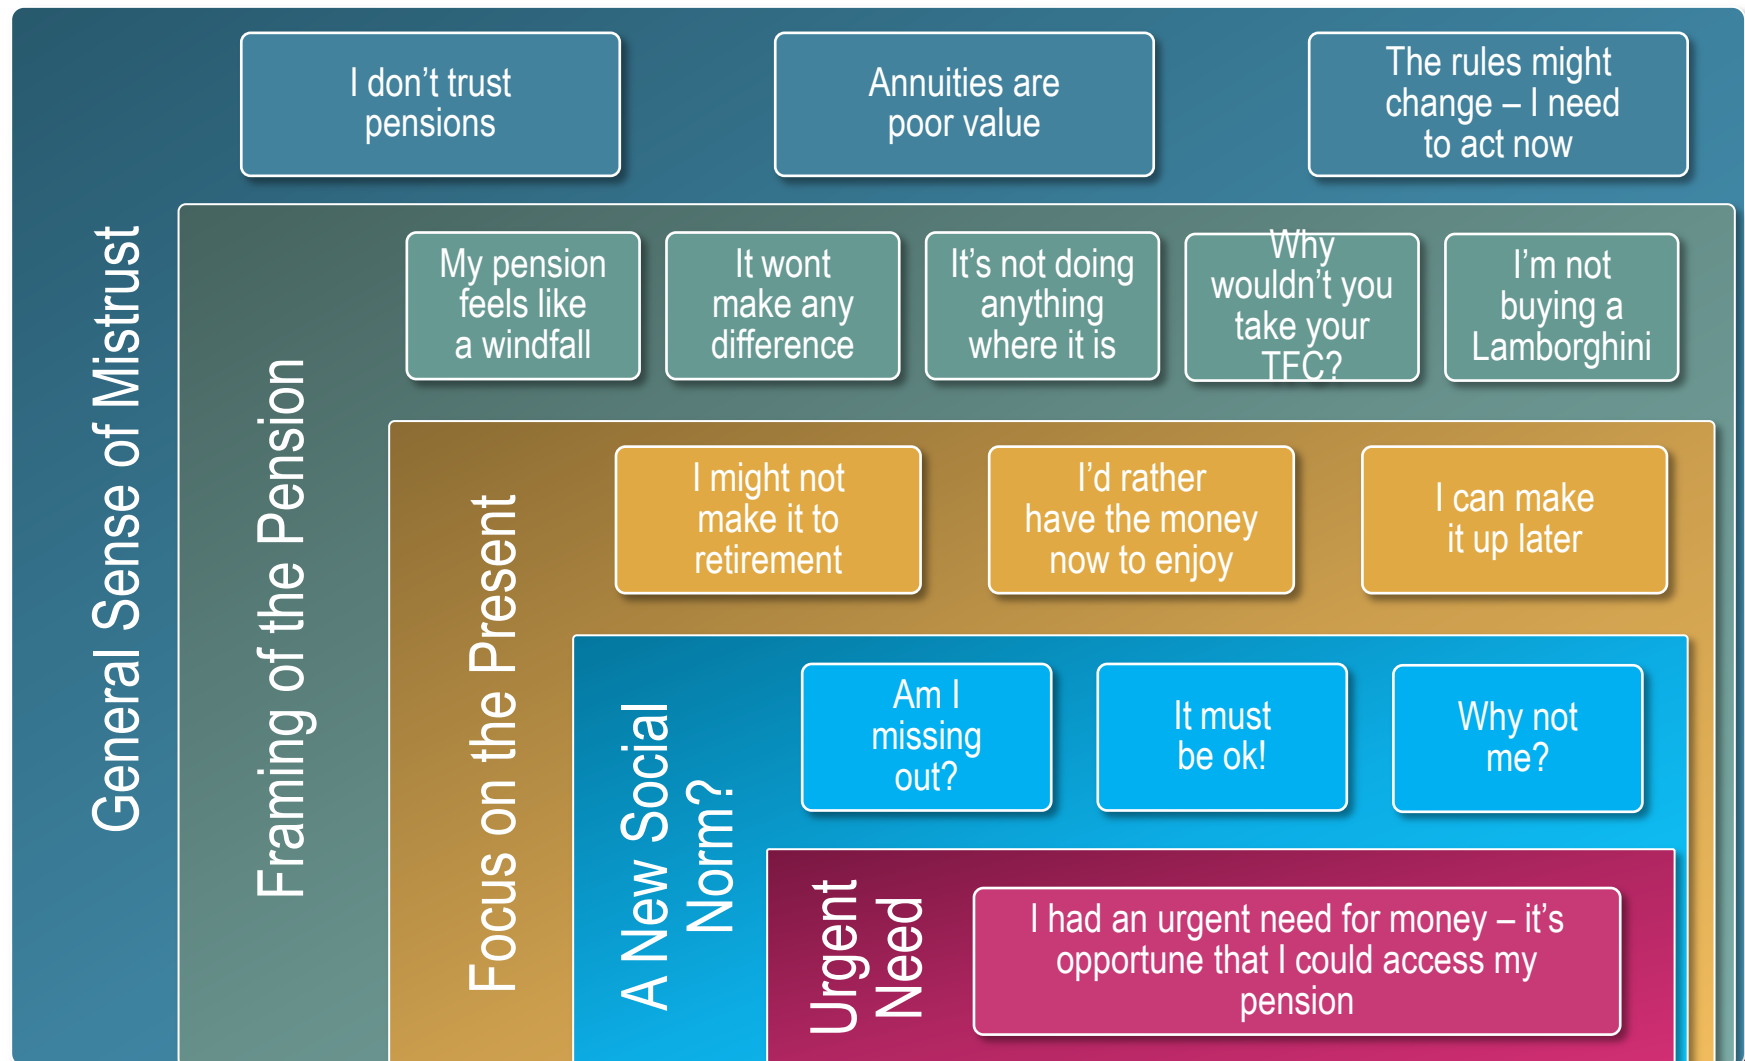 General Sense of Mistrust
I don't trust
pensions
Annuities are
poor value
The rules might
change – I need
to act now
Framing of the Pension
My pension
feels like
a windfall
It wont
make any
difference
It's not doing
anything
where it is
Why
wouldn't you
take your
TFC?
I'm not
buying a
Lamborghini
Focus on the Present
I might not
make it to
retirement
I'd rather
have the money
now to enjoy
I can make
it up later
A New Social
Norm?
Am I
missing
out?
It must
be ok!
Why not
me?
Urgent
Need
I had an urgent need for money – it's
opportune that I could access my
pension